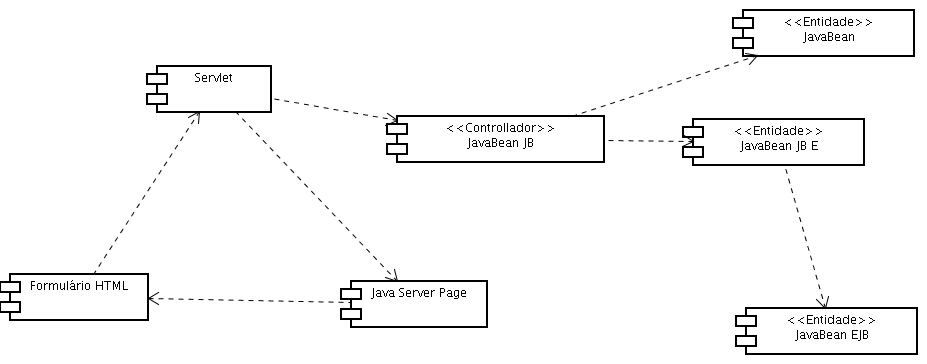 <<Entidade>>
JavaBean
Servlet
<<Controllador>>
JavaBean JB
<<Entidade>>
JavaBean JB E
Formulário HTML
Java Server Page
<<Entidade>>
JavaBean EJB